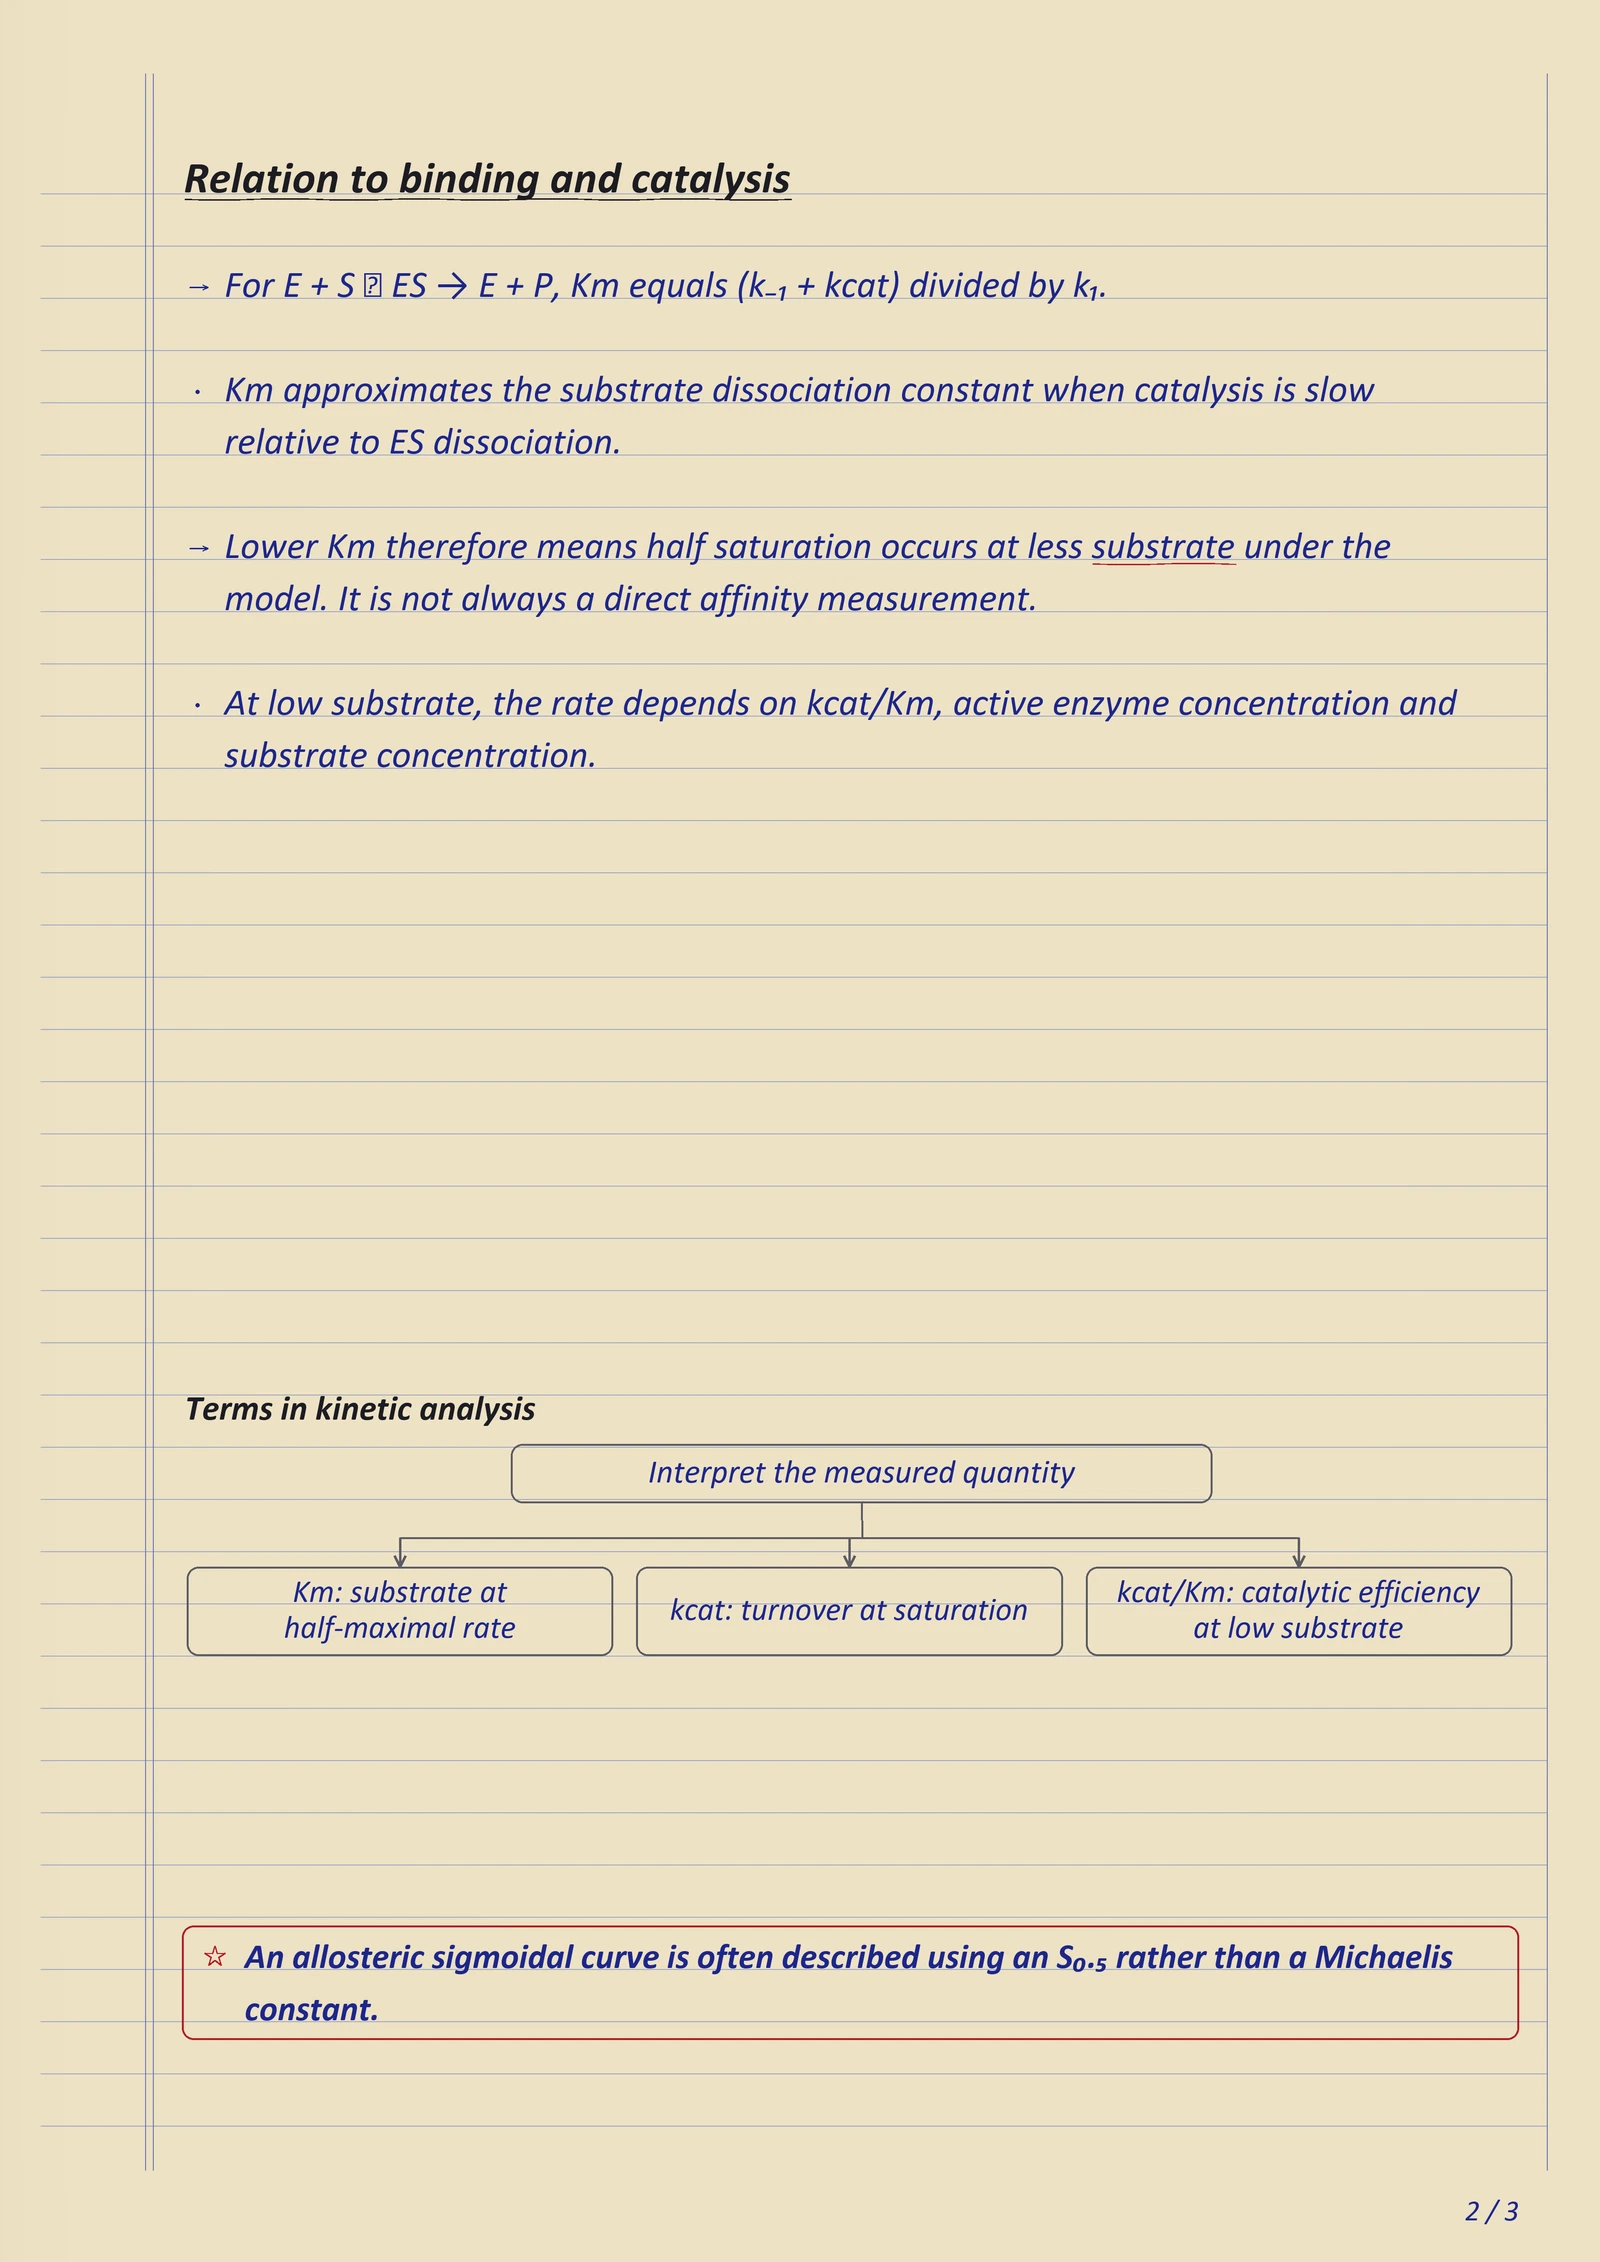 Relation to binding and catalysis
→ For E + S ⍰ ES → E + P, Km equals (k₋₁ + kcat) divided by k₁.
· Km approximates the substrate dissociation constant when catalysis is slow
relative to ES dissociation.
→ Lower Km therefore means half saturation occurs at less substrate under the
model. It is not always a direct affinity measurement.
· At low substrate, the rate depends on kcat/Km, active enzyme concentration and
substrate concentration.
Terms in kinetic analysis
Interpret the measured quantity
Km: substrate at
half-maximal rate
kcat: turnover at saturation
kcat/Km: catalytic efficiency
at low substrate
☆ An allosteric sigmoidal curve is often described using an S₀.₅ rather than a Michaelis
constant.
2 / 3